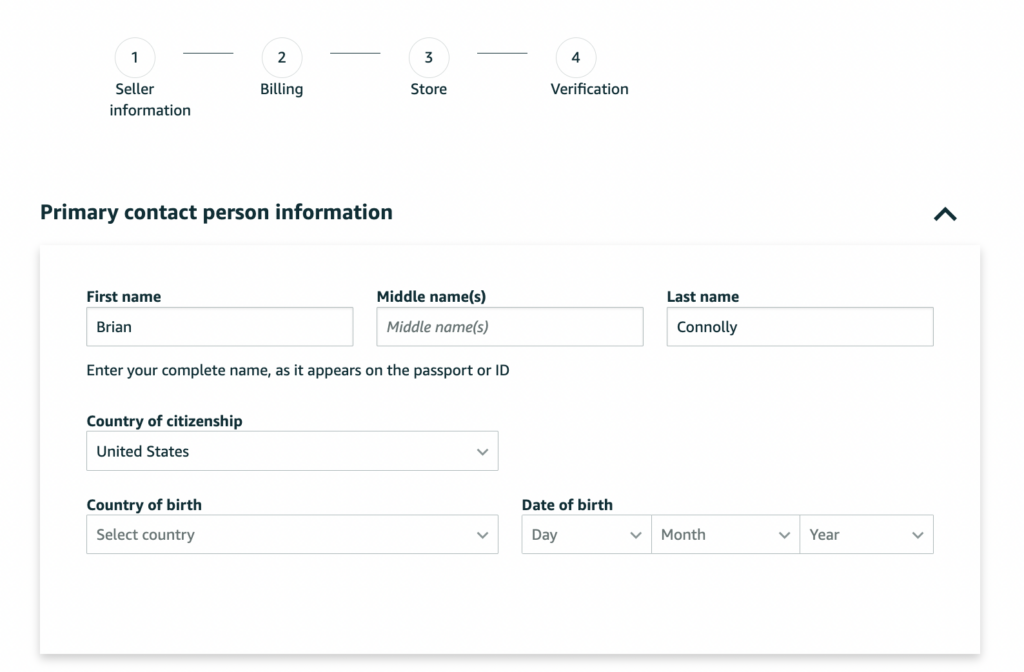 1
2
3
4
Seller information
Billing
Store
Verification
Primary contact person information
First name
Middle name(s)
Last name
Brian
Middle name(s)
Connolly
Enter your complete name, as it appears on the passport or ID
Country of citizenship
United States
Country of birth
Date of birth
Select country
Day
Month
Year